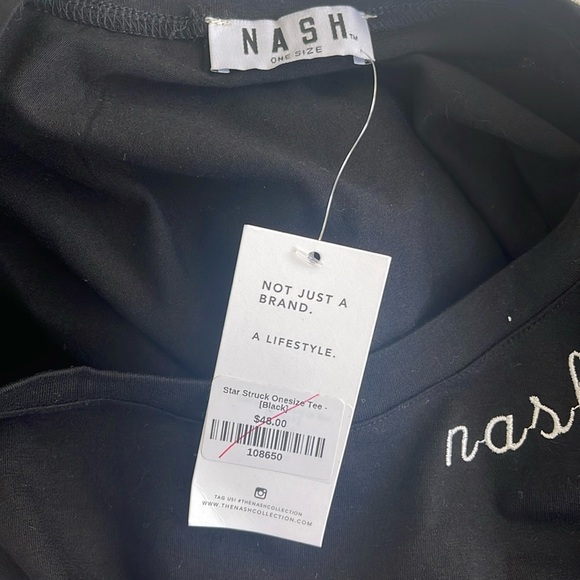 NASH™
ONE SIZE
NOT JUST A
BRAND.
A LIFESTYLE.
Star Struck Onesize Tee -
[Black]
$48.00
108650
TAG US! #THENASHCOLLECTION
WWW.THENASHCOLLECTION.COM
nash